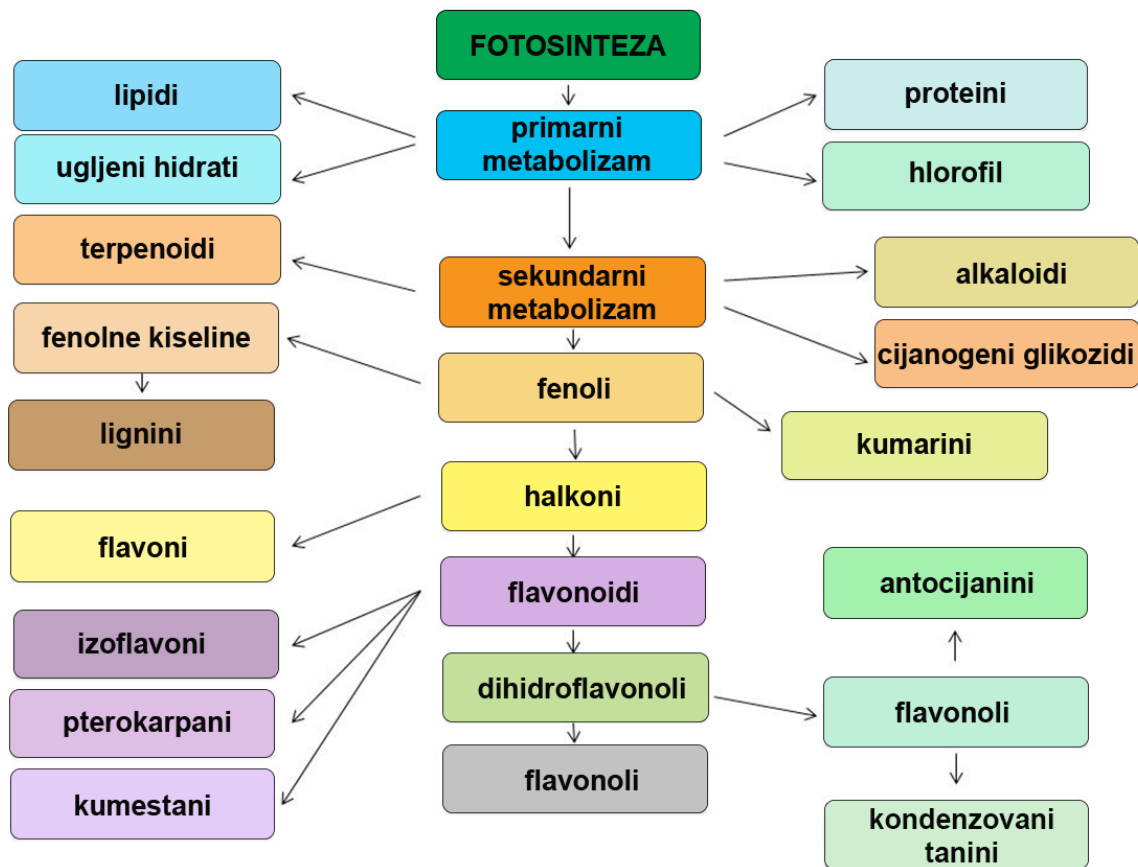 FOTOSINTEZA
lipidi
proteini
primarni
metabolizam
ugljeni hidrati
hlorofil
terpenoidi
sekundarni
metabolizam
alkaloidi
fenolne kiseline
cijanogeni glikozidi
fenoli
lignini
kumarini
halkoni
flavoni
flavonoidi
antocijanini
izoflavoni
dihidroflavonoli
pterokarpani
flavonoli
flavonoli
kumestani
kondenzovani
tanini